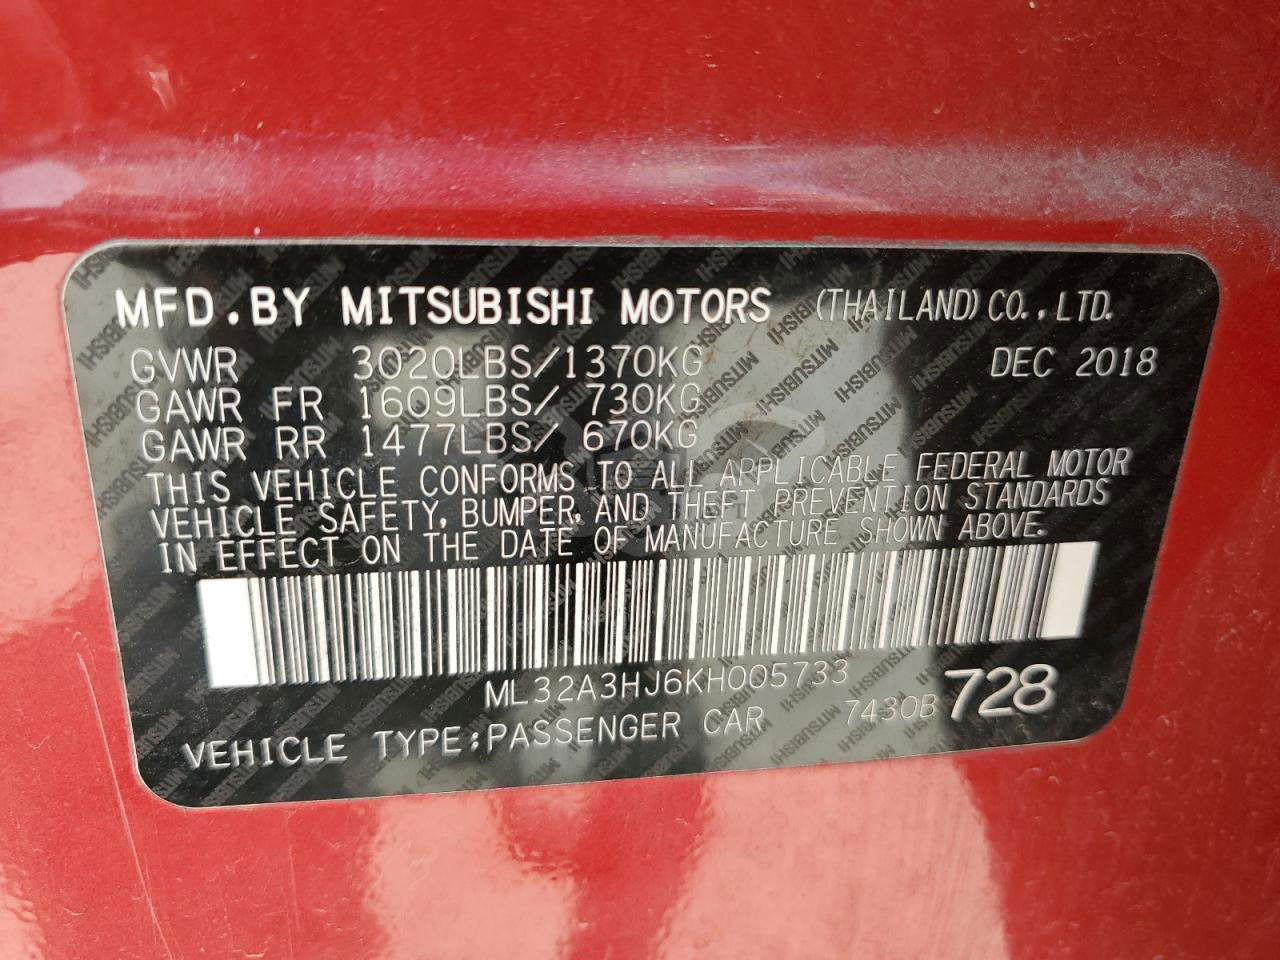 MFD.BY MITSUBISHI MOTORS (THAILAND) CO.,LTD.
GVWR 3020LBS/1370KG DEC 2018
GAWR FR 1609LBS/ 730KG
GAWR RR 1477LBS/ 670KG
THIS VEHICLE CONFORMS TO ALL APPLICABLE FEDERAL MOTOR
VEHICLE SAFETY, BUMPER, AND THEFT PREVENTION STANDARDS
IN EFFECT ON THE DATE OF MANUFACTURE SHOWN ABOVE.
ML32A3HJ6KH005733
VEHICLE TYPE:PASSENGER CAR 7430B 728